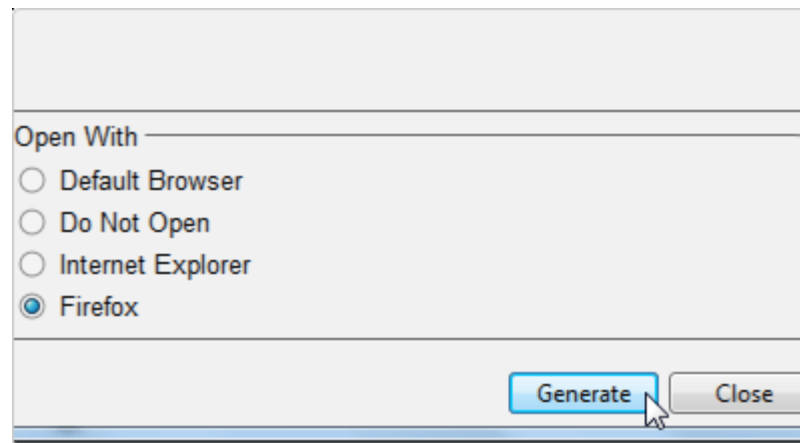 Open With
Default Browser
Do Not Open
Internet Explorer
Firefox
Generate Close